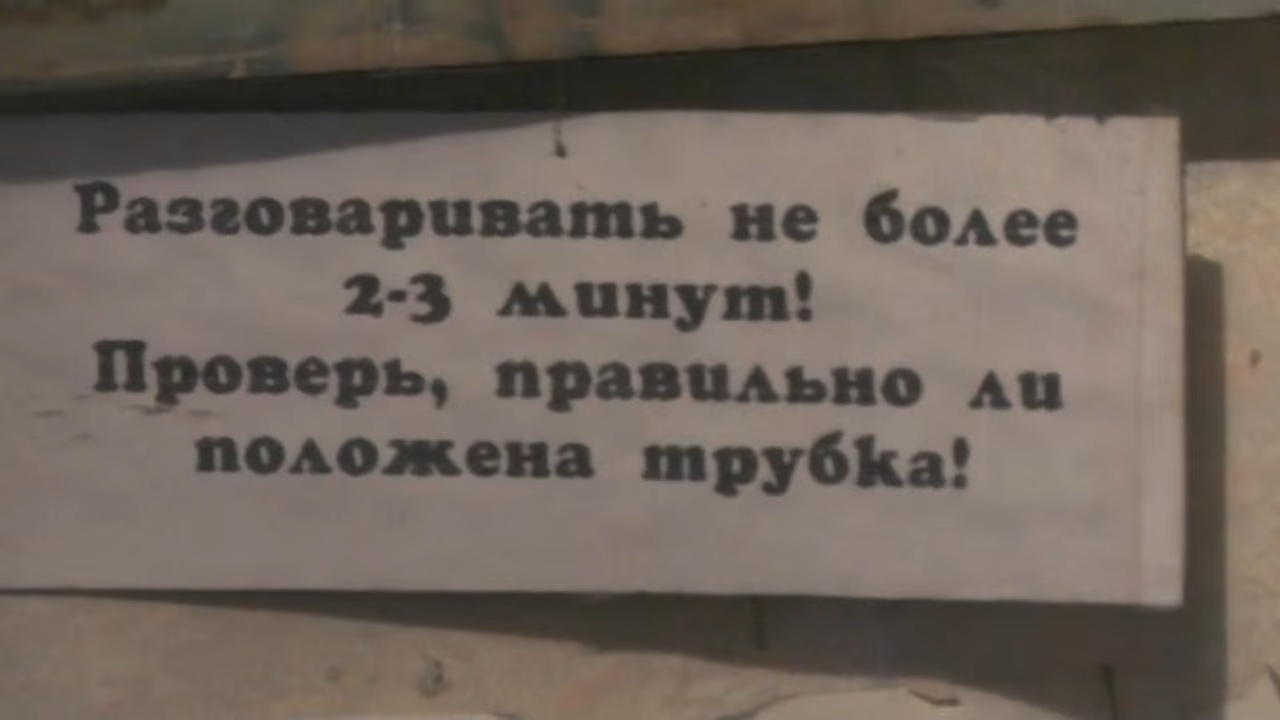 Разговаривать не более
2-3 минут!
Проверь, правильно ли
положена трубка!